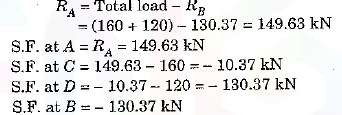 R_A = Total load – R_B
= (160 + 120) – 130.37 = 149.63 kN
S.F. at A = R_A = 149.63 kN
S.F. at C = 149.63 – 160 = – 10.37 kN
S.F. at D = – 10.37 – 120 = – 130.37 kN
S.F. at B = – 130.37 kN